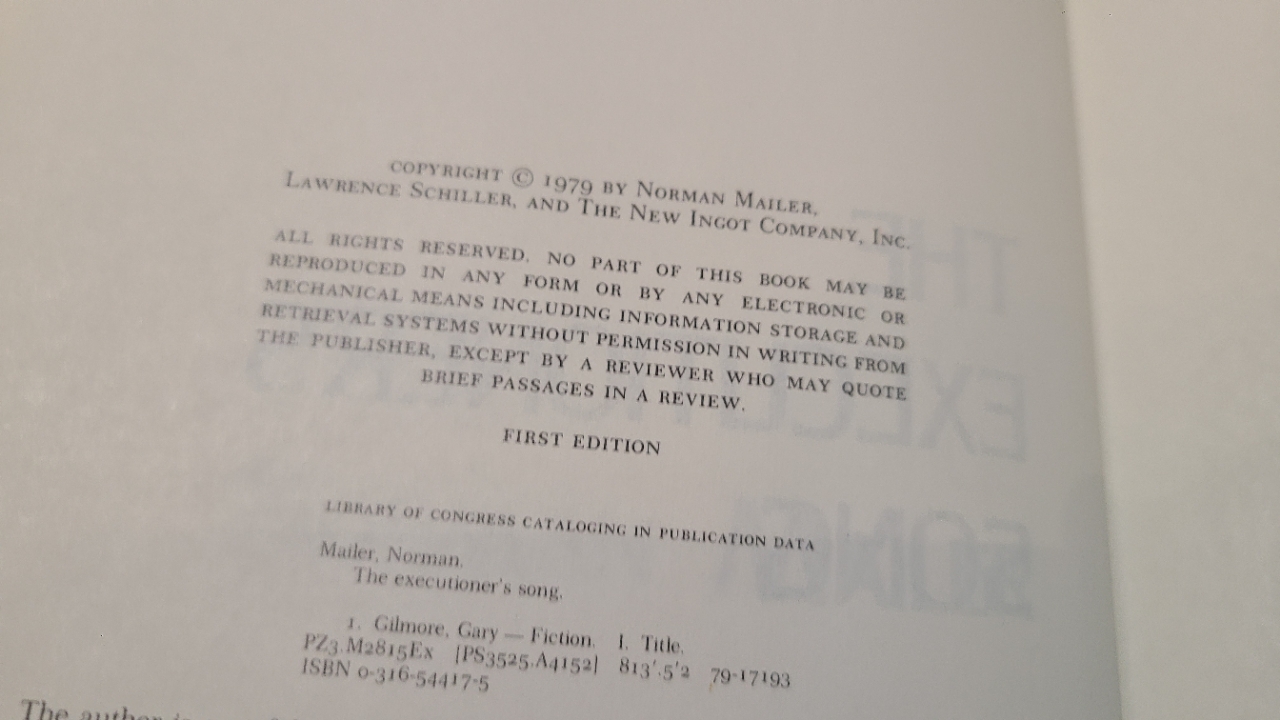 COPYRIGHT © 1979 BY NORMAN MAILER,
LAWRENCE SCHILLER, AND THE NEW INGOT COMPANY, INC.
ALL RIGHTS RESERVED. NO PART OF THIS BOOK MAY BE
REPRODUCED IN ANY FORM OR BY ANY ELECTRONIC OR
MECHANICAL MEANS INCLUDING INFORMATION STORAGE AND
RETRIEVAL SYSTEMS WITHOUT PERMISSION IN WRITING FROM
THE PUBLISHER, EXCEPT BY A REVIEWER WHO MAY QUOTE
BRIEF PASSAGES IN A REVIEW.
FIRST EDITION
LIBRARY OF CONGRESS CATALOGING IN PUBLICATION DATA
Mailer, Norman.
The executioner's song.
1. Gilmore, Gary — Fiction. I. Title.
PZ3.M2815Ex [PS3525.A4152] 813'.5'2 79-17193
ISBN 0-316-54417-5
The author